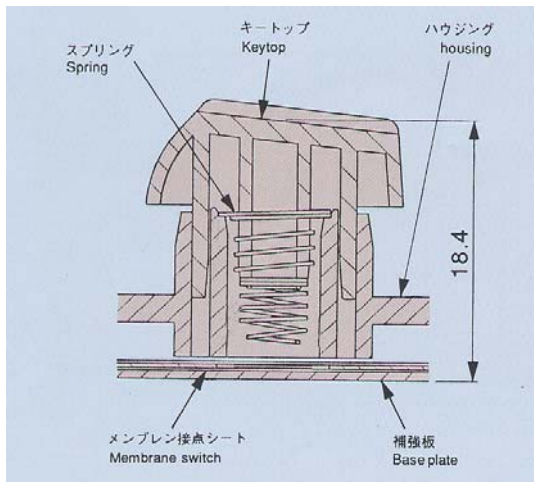 キートップ
Keytop
ハウジング
housing
スプリング
Spring
18.4
メンブレン接点シート
Membrane switch
補強板
Base plate